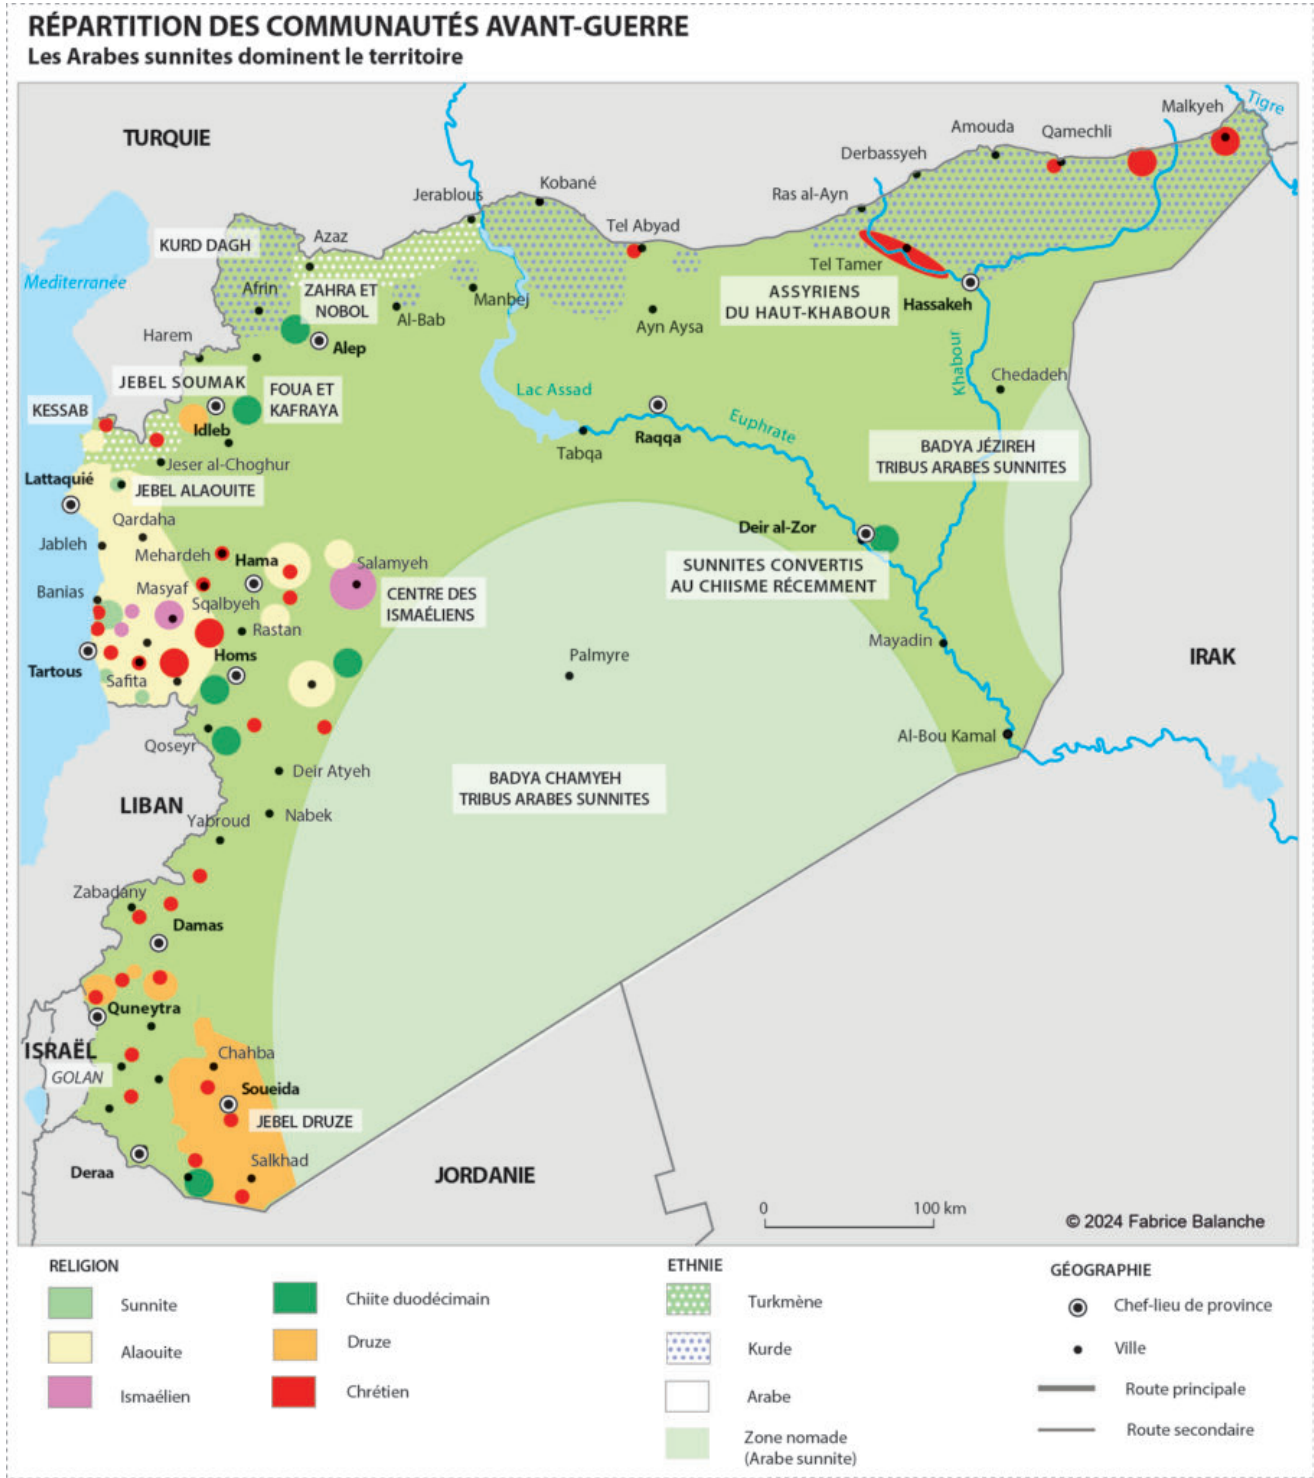 RÉPARTITION DES COMMUNAUTÉS AVANT-GUERRE
Les Arabes sunnites dominent le territoire
Tigre
Malkyeh
TURQUIE
Amouda
Qamechli
Derbassyeh
Kobané
Jerablous
Ras al-Ayn
Tel Abyad
KURD DAGH
Azaz
Mediterranée
Tel Tamer
Afrin
ZAHRA ET
NOBOL
Manbej
ASSYRIENS
DU HAUT-KHABOUR
Hassakeh
Al-Bab
Ayn Aysa
Harem
Alep
Khabour
JEBEL SOUMAK
FOUA ET
KAFRAYA
Lac Assad
Chedadeh
KESSAB
Idleb
Raqqa
Euphrate
Tabqa
BADYA JÉZIREH
TRIBUS ARABES SUNNITES
Jeser al-Choghur
Lattaquié
JEBEL ALAOUITE
Qardaha
Deir al-Zor
Jableh
Mehardeh
Hama
Salamyeh
SUNNITES CONVERTIS
AU CHIISME RÉCEMMENT
Banias
Masyaf
CENTRE DES
ISMAÉLIENS
Sqalbyeh
Rastan
Mayadin
Homs
Palmyre
IRAK
Tartous
Safita
Al-Bou Kamal
Qoseyr
Deir Atyeh
BADYA CHAMYEH
TRIBUS ARABES SUNNITES
LIBAN
Nabek
Yabroud
Zabadany
Damas
Quneytra
ISRAËL
Chahba
GOLAN
Soueida
JEBEL DRUZE
Salkhad
Deraa
JORDANIE
0
100 km
© 2024 Fabrice Balanche
RELIGION
Sunnite
Alaouite
Ismaélien
Chiite duodécimain
Druze
Chrétien
ETHNIE
Turkmène
Kurde
Arabe
Zone nomade
(Arabe sunnite)
GÉOGRAPHIE
Chef-lieu de province
Ville
Route principale
Route secondaire